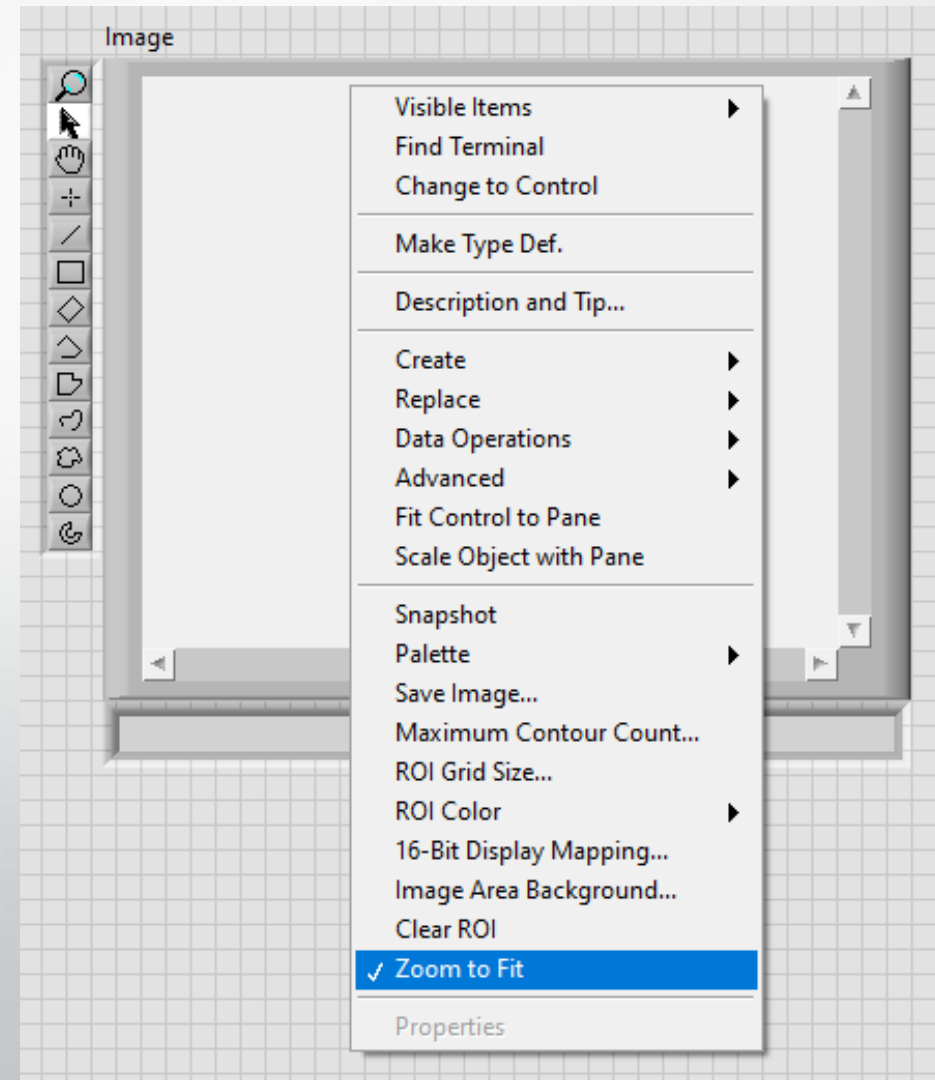 Image
Visible Items
Find Terminal
Change to Control
Make Type Def.
Description and Tip...
Create
Replace
Data Operations
Advanced
Fit Control to Pane
Scale Object with Pane
Snapshot
Palette
Save Image...
Maximum Contour Count...
ROI Grid Size...
ROI Color
16-Bit Display Mapping...
Image Area Background...
Clear ROI
Zoom to Fit
Properties